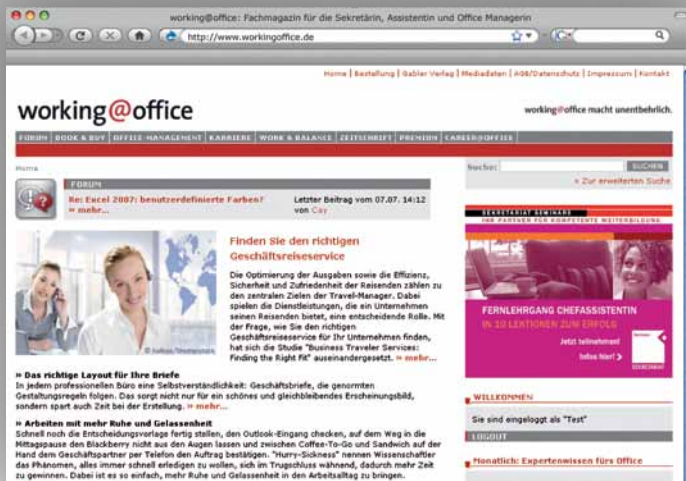 working@office: Fachmagazin für die Sekretärin, Assistentin und Office Managerin
http://www.workingoffice.de
Home | Bestellung | Gabler Verlag | Mediadaten | AGB/Datenschutz | Impressum | Kontakt
working@office
working@office macht unentbehrlich.
FORUM | BOOK & BUY | OFFICE-MANAGEMENT | KARRIERE | WORK & BALANCE | ZEITSCHRIFT | PREMIUM | CAREER@OFFICE
Home
Suche:
SUCHEN
» Zur erweiterten Suche
FORUM
Re: Excel 2007: benutzerdefinierte Farben?
» mehr...
Letzter Beitrag vom 07.07. 14:12
von Cay
Finden Sie den richtigen
Geschäftsreiseservice
Die Optimierung der Ausgaben sowie die Effizienz,
Sicherheit und Zufriedenheit der Reisenden zählen zu
den zentralen Zielen der Travel-Manager. Dabei
spielen die Dienstleistungen, die ein Unternehmen
seinen Reisenden bietet, eine entscheidende Rolle. Mit
der Frage, wie Sie den richtigen
Geschäftsreiseservice für Ihr Unternehmen finden,
hat sich die Studie "Business Traveler Services:
Finding the Right Fit" auseinandergesetzt. » mehr...
» Das richtige Layout für Ihre Briefe
In jedem professionellen Büro eine Selbstverständlichkeit: Geschäftsbriefe, die genormten
Gestaltungsregeln folgen. Das sorgt nicht nur für ein schönes und gleichbleibendes Erscheinungsbild,
sondern spart auch Zeit bei der Erstellung. » mehr...
» Arbeiten mit mehr Ruhe und Gelassenheit
Schnell noch die Entscheidungsvorlage fertig stellen, den Outlook-Eingang checken, auf dem Weg in die
Mittagspause den Blackberry nicht aus den Augen lassen und zwischen Coffee-To-Go und Sandwich auf der
Hand dem Geschäftspartner per Telefon den Auftrag bestätigen. "Hurry-Sickness" nennen Wissenschaftler
das Phänomen, alles immer schnell erledigen zu wollen, sich im Trugschluss wähnend, dadurch mehr Zeit
zu gewinnen. Dabei ist es so einfach, mehr Ruhe und Gelassenheit in den Arbeitsalltag zu bringen.
SEKRETARIAT SEMINARE
IHR PARTNER FÜR KOMPETENTE WEITERBILDUNG
FERNLEHRGANG CHEFASSISTENTIN
IN 10 LEKTIONEN ZUM ERFOLG
Jetzt teilnehmen!
Infos hier!
SEKRETARIAT
WILLKOMMEN
Sie sind eingeloggt als "Test"
LOGOUT
Monatlich: Expertenwissen fürs Office